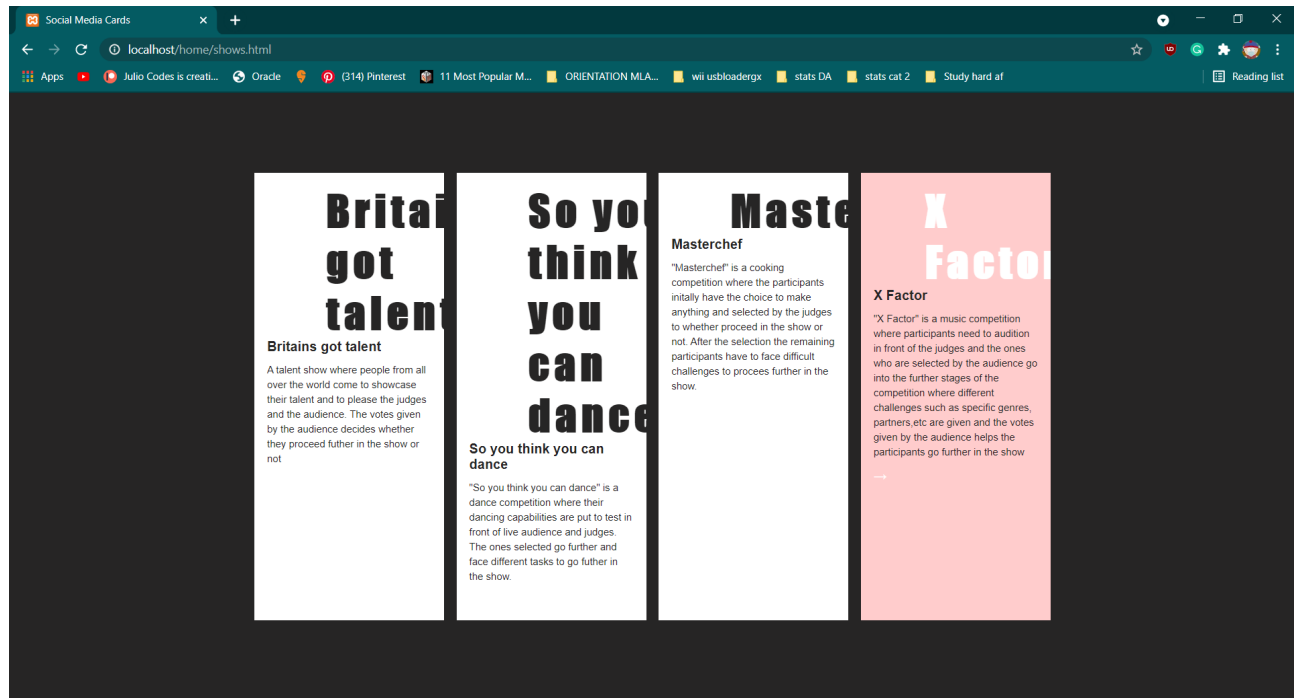 Social Media Cards
localhost/home/shows.html
Apps
Julio Codes is creati...
Oracle
(314) Pinterest
11 Most Popular M...
ORIENTATION MLA...
wii usbloadergx
stats DA
stats cat 2
Study hard af
Reading list
Britai
got
talent
Britains got talent
A talent show where people from all
over the world come to showcase
their talent and to please the judges
and the audience. The votes given
by the audience decides whether
they proceed futher in the show or
not
So you
think
you
can
dance
So you think you can
dance
"So you think you can dance" is a
dance competition where their
dancing capabilities are put to test in
front of live audience and judges.
The ones selected go further and
face different tasks to go futher in
the show.
Maste
Masterchef
"Masterchef" is a cooking
competition where the participants
initally have the choice to make
anything and selected by the judges
to whether proceed in the show or
not. After the selection the remaining
participants have to face difficult
challenges to procees further in the
show.
X
Factor
X Factor
"X Factor" is a music competition
where participants need to audition
in front of the judges and the ones
who are selected by the audience go
into the further stages of the
competition where different
challenges such as specific genres,
partners,etc are given and the votes
given by the audience helps the
participants go further in the show
→